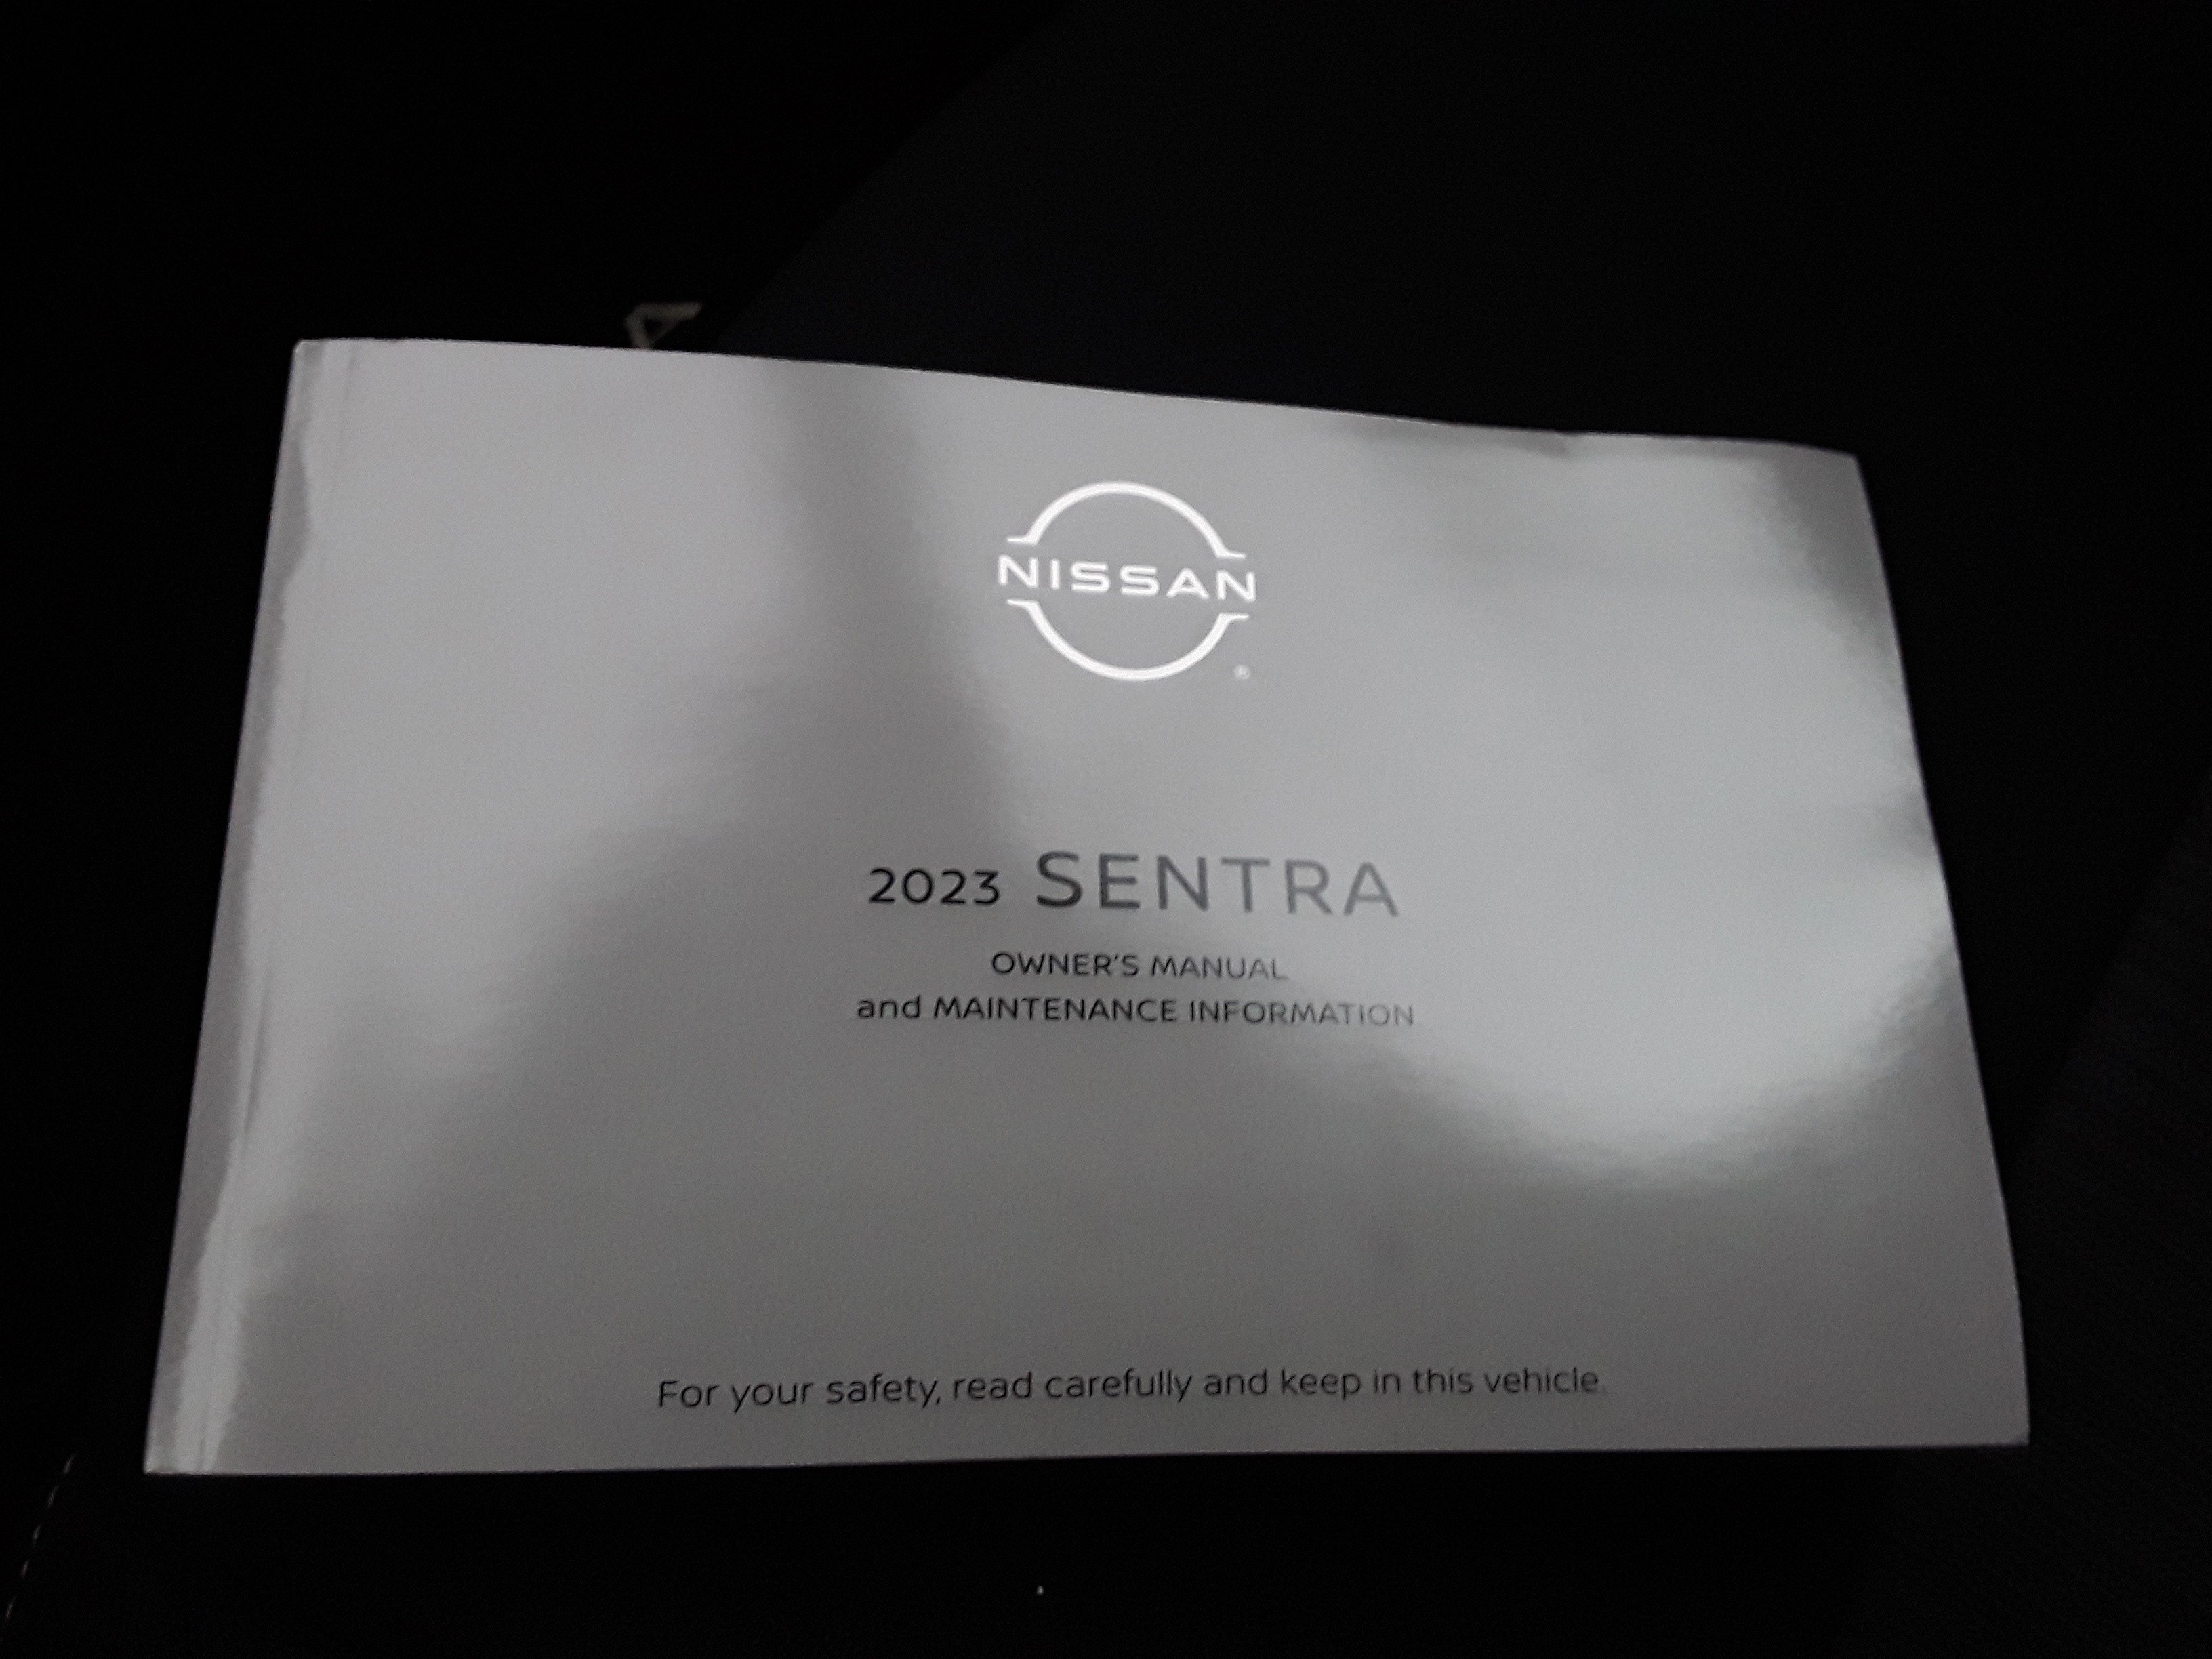 NISSAN
®
2023 SENTRA
OWNER'S MANUAL
and MAINTENANCE INFORMATION
For your safety, read carefully and keep in this vehicle.